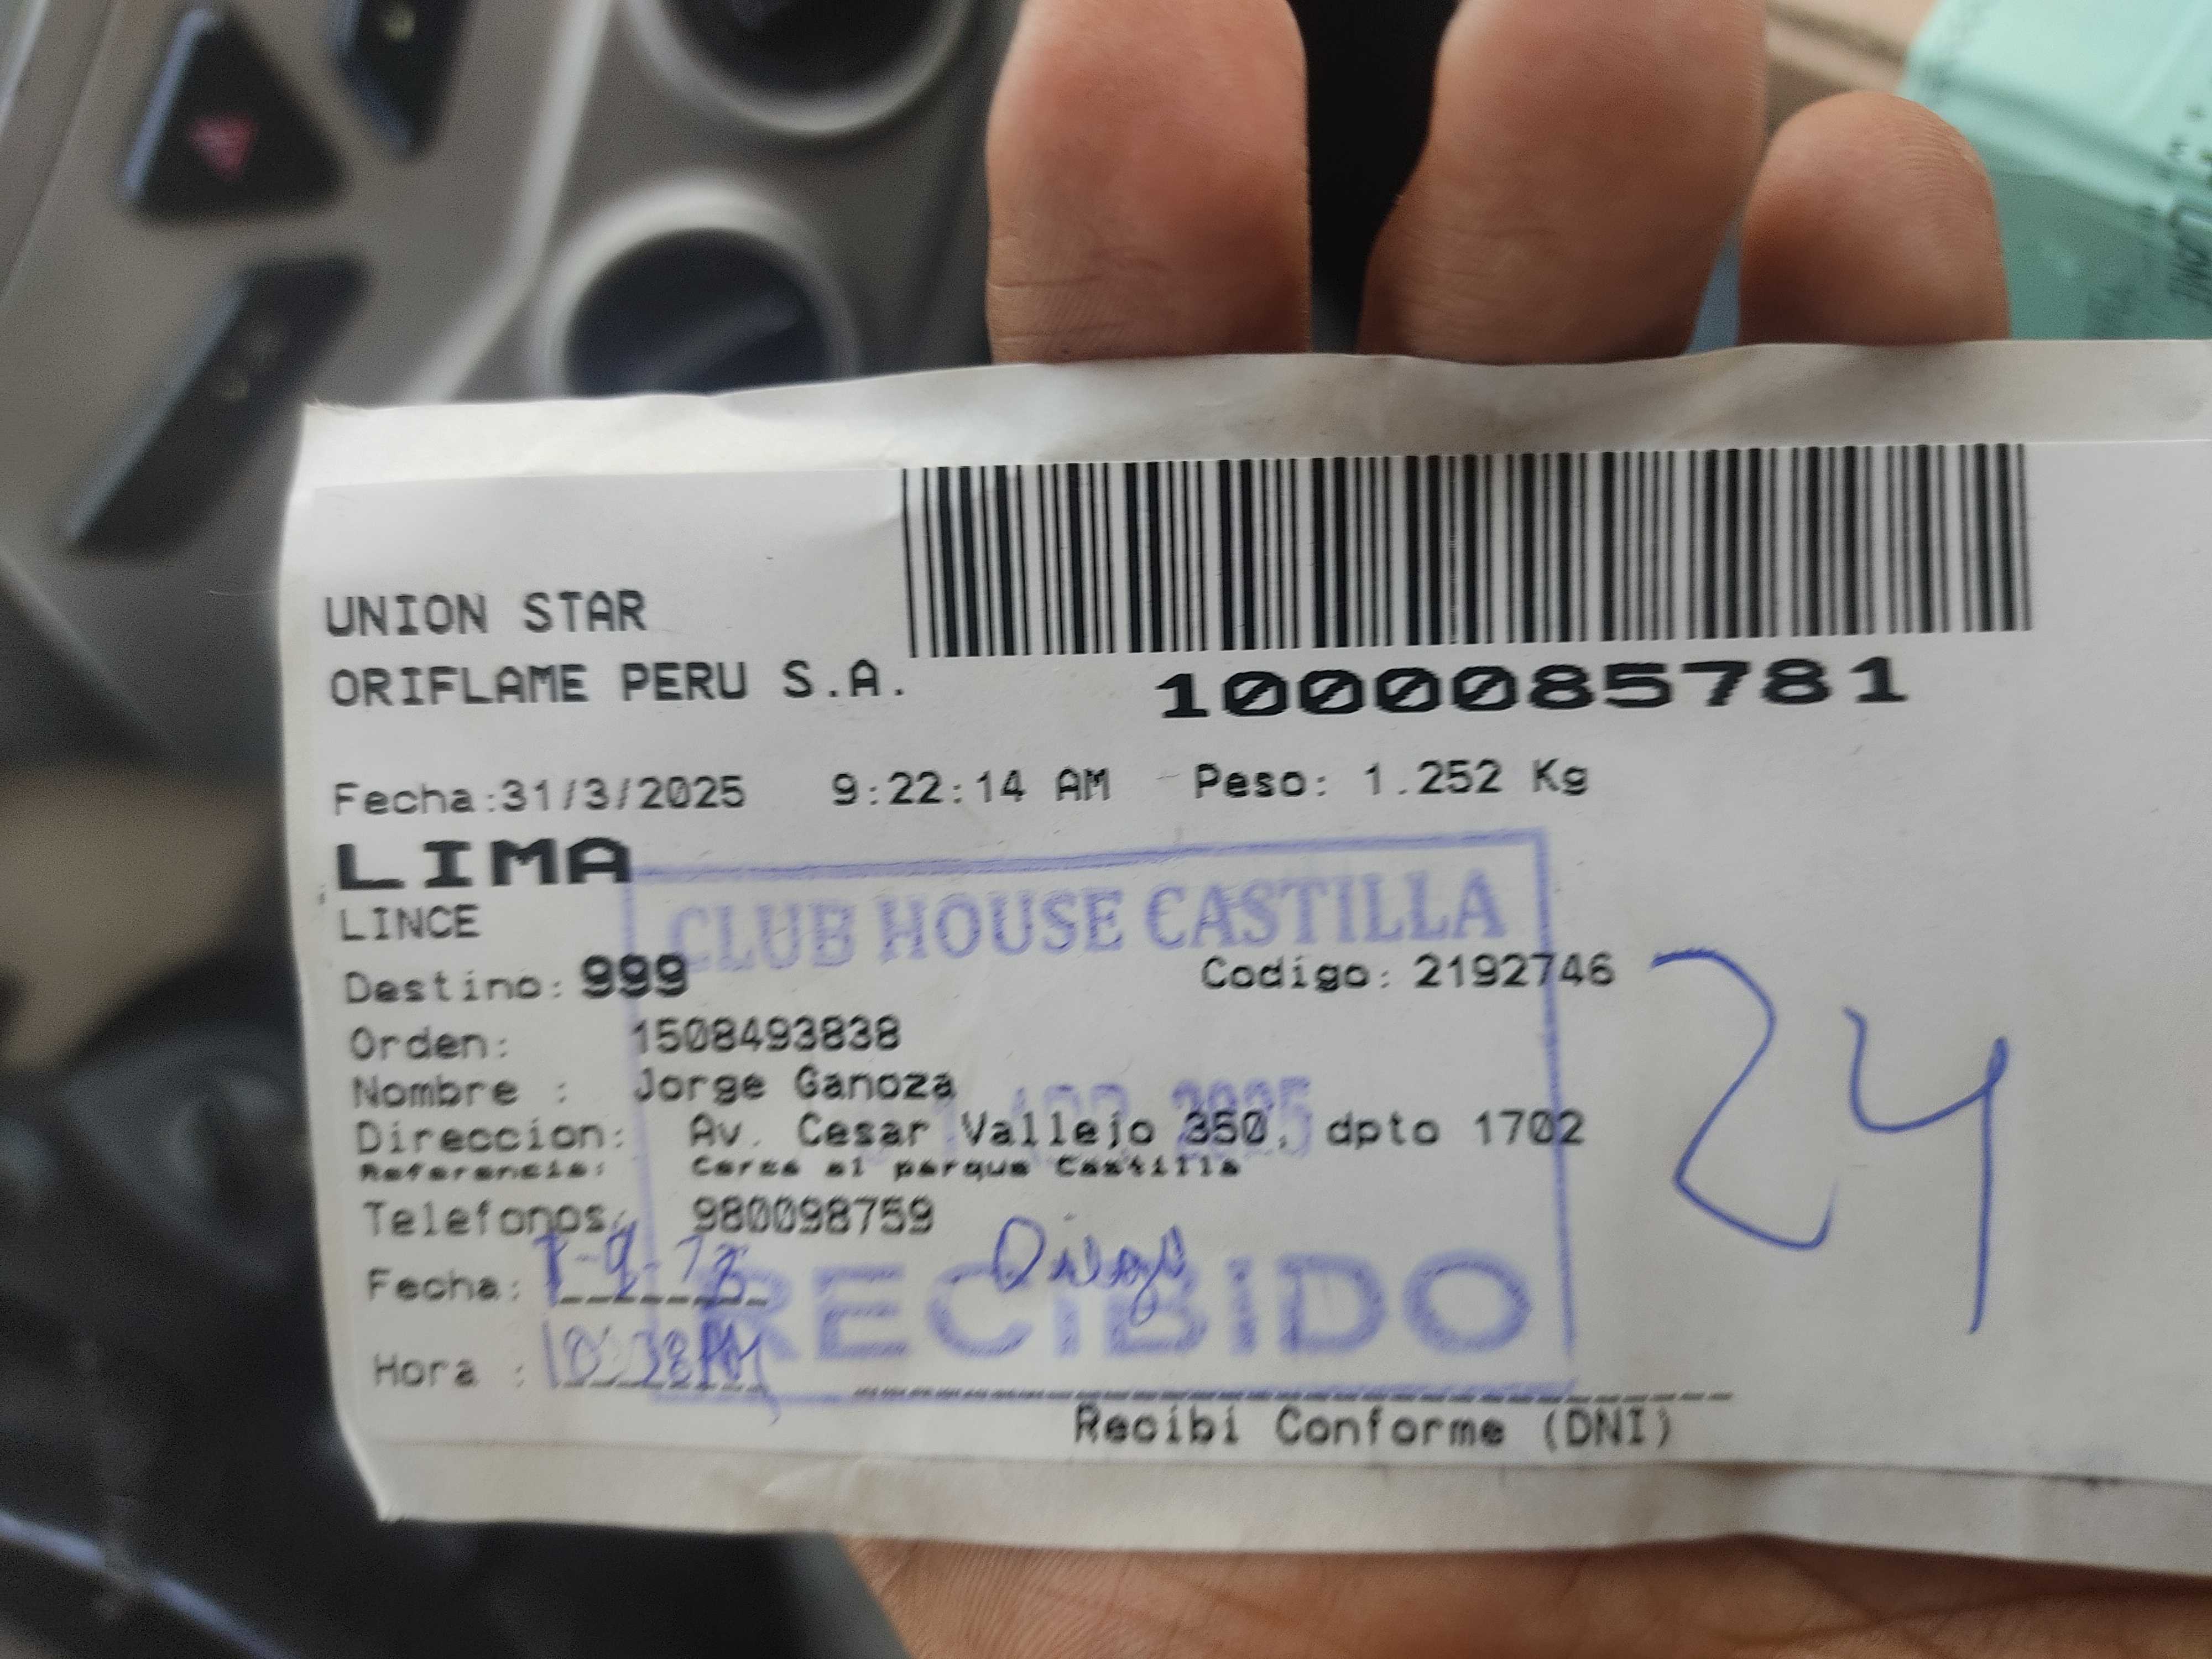 UNION STAR
ORIFLAME PERU S.A.
1000085781
Fecha:31/3/2025 9:22:14 AM Peso: 1.252 Kg
LIMA
CLUB HOUSE CASTILLA
LINCE
Destino: 999 Codigo: 2192746
24
Orden: 1508493838
Nombre : Jorge Ganoza
2025
Direccion: Av. Cesar Vallejo 350, dpto 1702
Referencia: Cerca al parque Castilla
Telefonos: 980098759
Diego
Fecha:
RECIBIDO
Hora :
Recibi Conforme (DNI)